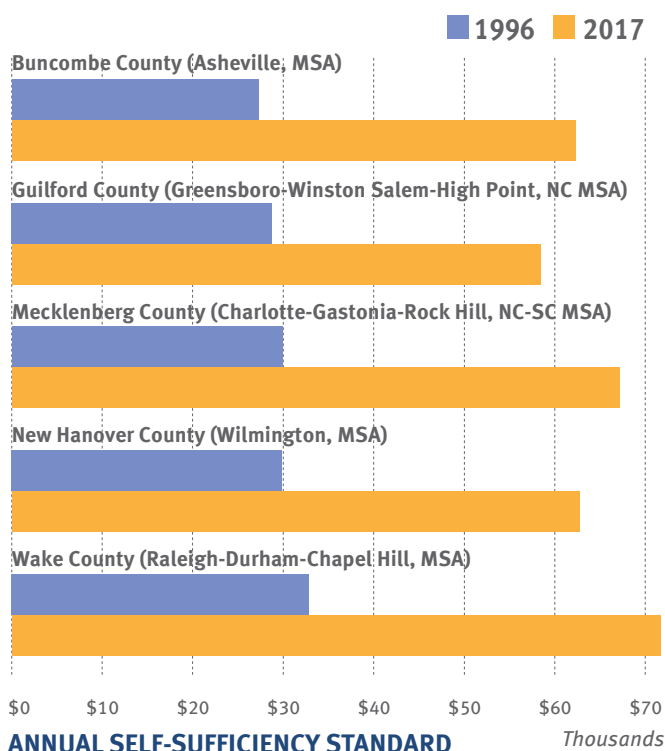 1996 2017
Buncombe County (Asheville, MSA)
Guilford County (Greensboro-Winston Salem-High Point, NC MSA)
Mecklenberg County (Charlotte-Gastonia-Rock Hill, NC-SC MSA)
New Hanover County (Wilmington, MSA)
Wake County (Raleigh-Durham-Chapel Hill, MSA)
$0 $10 $20 $30 $40 $50 $60 $70
ANNUAL SELF-SUFFICIENCY STANDARD Thousands